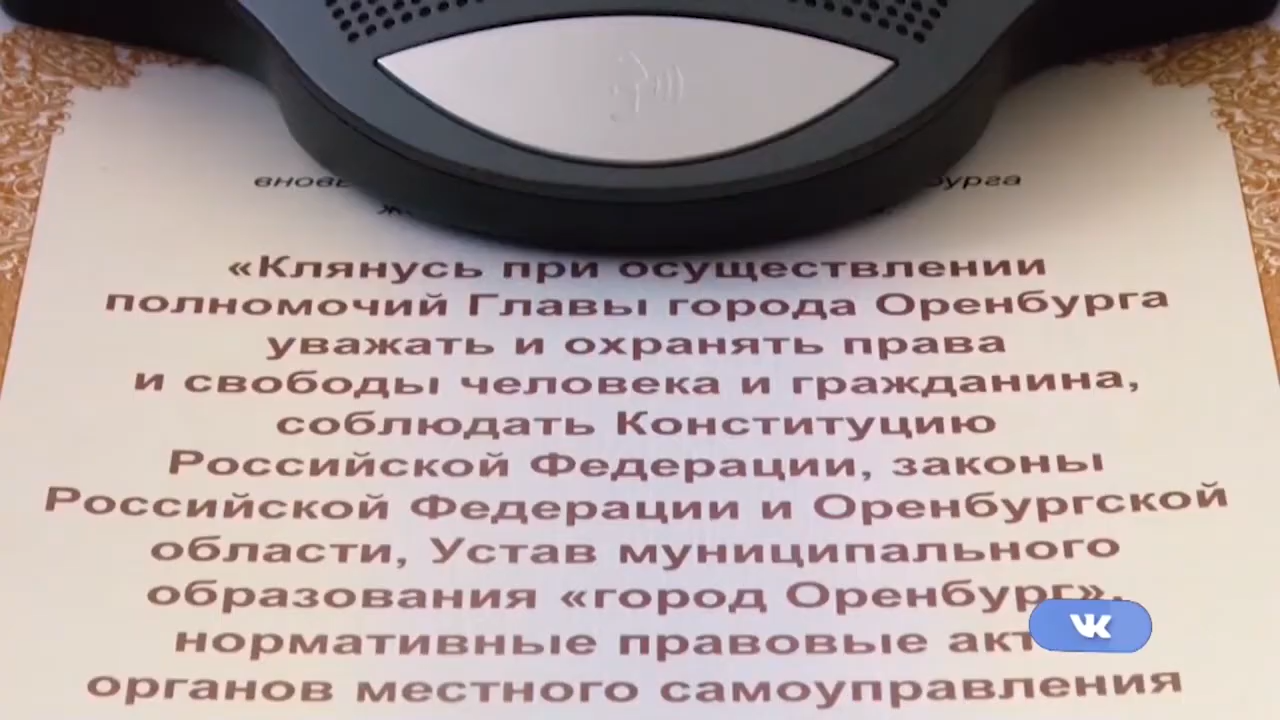 «Клянусь при осуществлении
полномочий Главы города Оренбурга
уважать и охранять права
и свободы человека и гражданина,
соблюдать Конституцию
Российской Федерации, законы
Российской Федерации и Оренбургской
области, Устав муниципального
образования «город Оренбург»,
нормативные правовые
органов местного самоуправления
VK